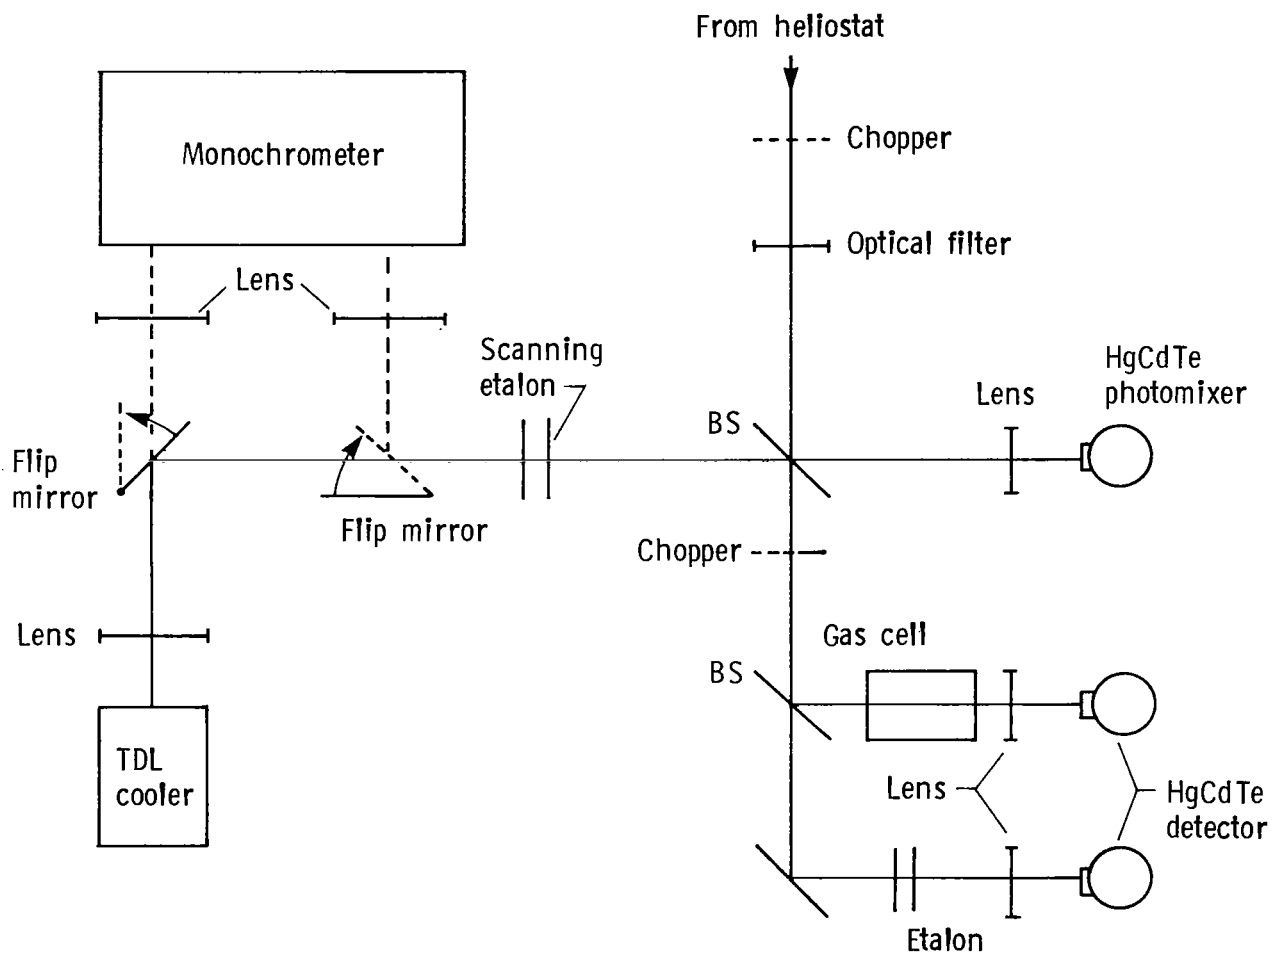 From heliostat
Chopper
Monochrometer
Optical filter
Lens
Scanning
etalon
HgCdTe
photomixer
Lens
BS
Flip
mirror
Flip mirror
Chopper
Lens
Gas cell
BS
TDL
cooler
Lens
HgCdTe
detector
Etalon